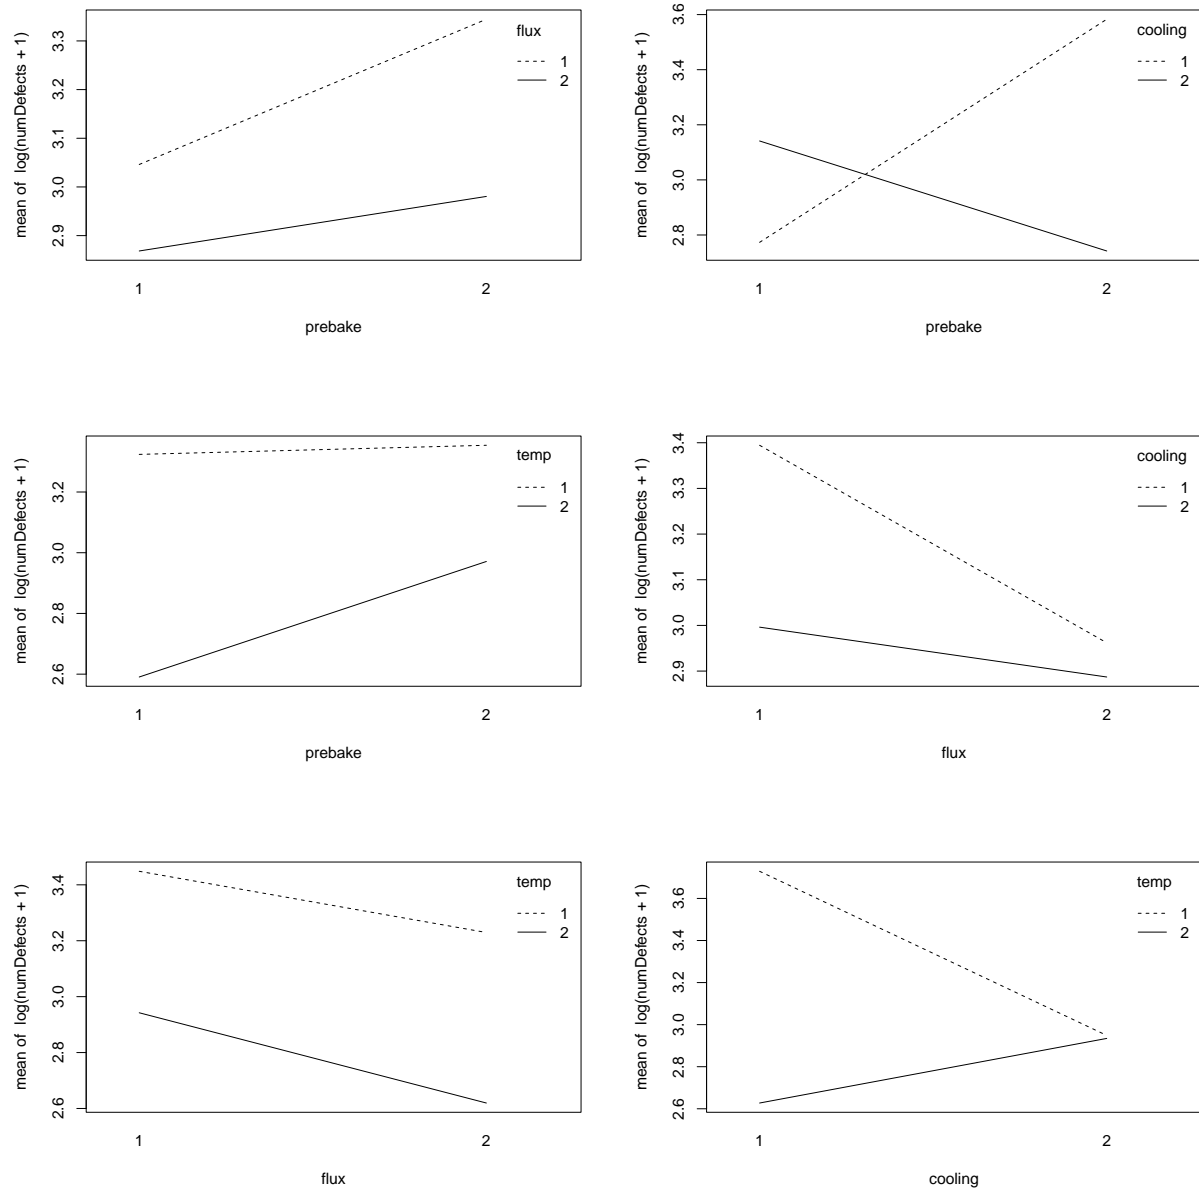 mean of log(numDefects + 1)
3.3
3.2
3.1
3.0
2.9
flux
1
2
1 2
prebake
mean of log(numDefects + 1)
3.6
3.4
3.2
3.0
2.8
cooling
1
2
1 2
prebake
mean of log(numDefects + 1)
3.2
3.0
2.8
2.6
temp
1
2
1 2
prebake
mean of log(numDefects + 1)
3.4
3.3
3.2
3.1
3.0
2.9
cooling
1
2
1 2
flux
mean of log(numDefects + 1)
3.4
3.2
3.0
2.8
2.6
temp
1
2
1 2
flux
mean of log(numDefects + 1)
3.6
3.4
3.2
3.0
2.8
2.6
temp
1
2
1 2
cooling